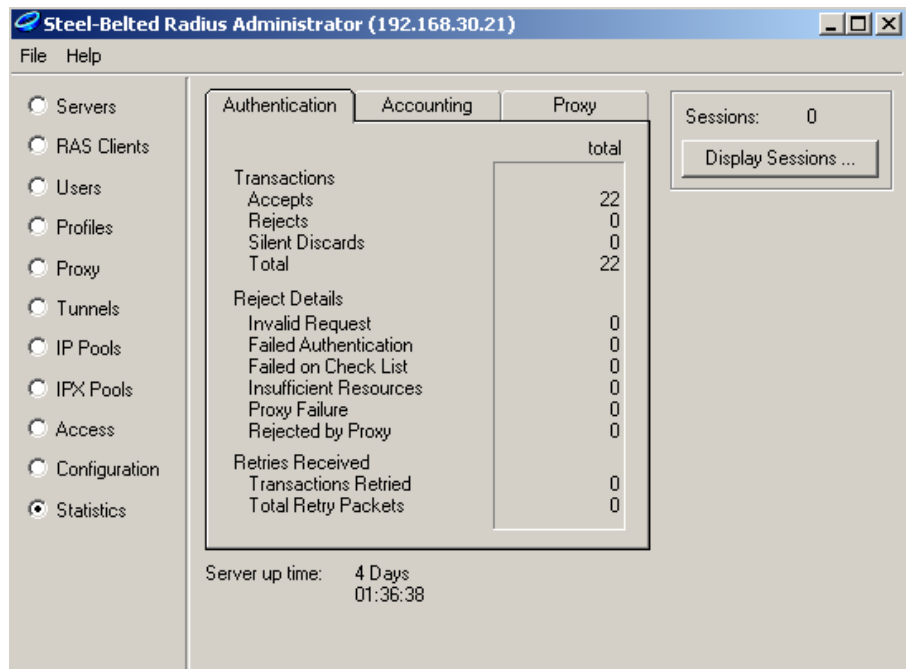 Steel-Belted Radius Administrator (192.168.30.21)
File Help
Servers
RAS Clients
Users
Profiles
Proxy
Tunnels
IP Pools
IPX Pools
Access
Configuration
Statistics
Authentication Accounting Proxy
total
Transactions
Accepts 22
Rejects 0
Silent Discards 0
Total 22
Reject Details
Invalid Request 0
Failed Authentication 0
Failed on Check List 0
Insufficient Resources 0
Proxy Failure 0
Rejected by Proxy 0
Retries Received
Transactions Retried 0
Total Retry Packets 0
Server up time: 4 Days
01:36:38
Sessions: 0
Display Sessions ...